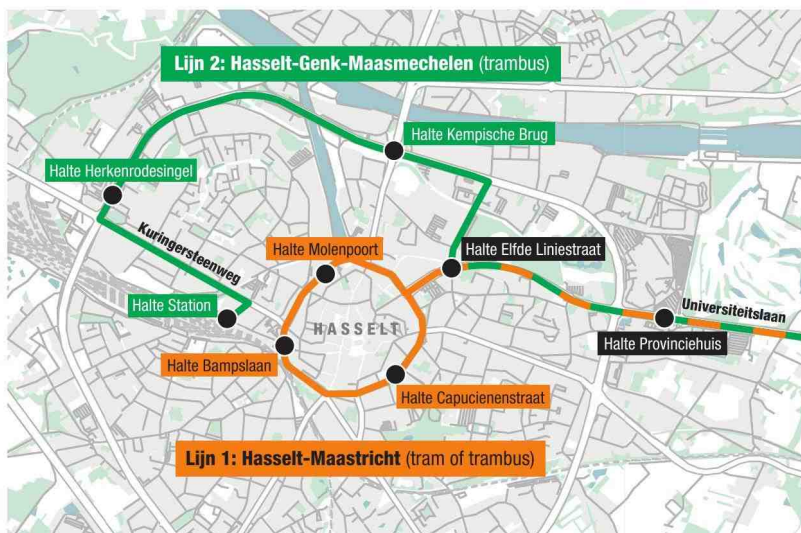 Lijn 2: Hasselt-Genk-Maasmechelen (trambus)
Halte Kempische Brug
Halte Herkenrodesingel
Kuringersteenweg
Halte Molenpoort
Halte Elfde Liniestraat
Halte Station
Universiteitslaan
HASSELT
Halte Bampslaan
Halte Provinciehuis
Halte Capucienenstraat
Lijn 1: Hasselt-Maastricht (tram of trambus)